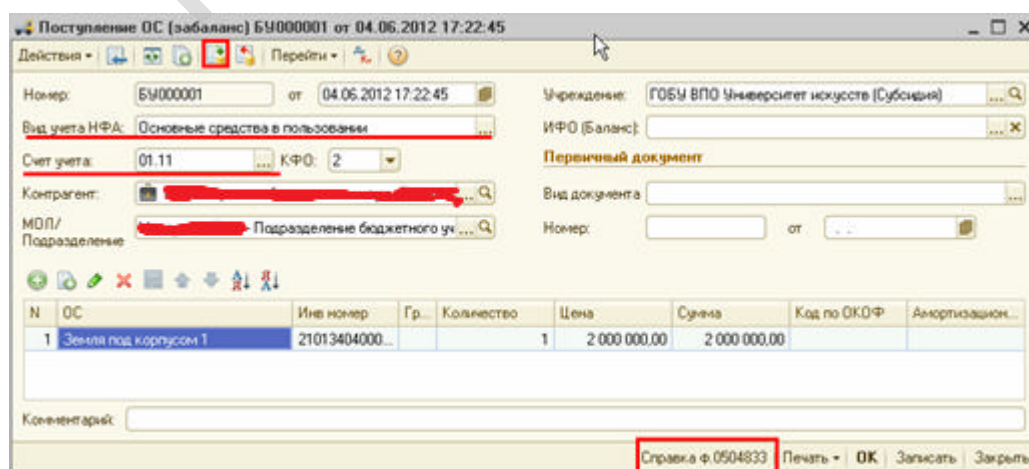 Поступление ОС (забаланс) БУ000001 от 04.06.2012 17:22:45
Действия Перейти
Номер: БУ000001 от 04.06.2012 17:22:45 Учреждение: ГОБУ ВПО Университет искусств (Субсидия)
Вид учета НФА: Основные средства в пользовании ... ИФО (Баланс): ... ×
Счет учета: 01.11 ... КФО: 2 Первичный документ
Контрагент: ... Вид документа ...
МОЛ/
Подразделение - Подразделение бюджетного уч ... Номер: от . .
N ОС Инв номер Гр... Количество Цена Сумма Код по ОКОФ Амортизацион...
1 Земля под корпусом 1 21013404000... 1 2 000 000,00 2 000 000,00
Комментарий:
Справка ф.0504833 Печать OK Записать Закрыть